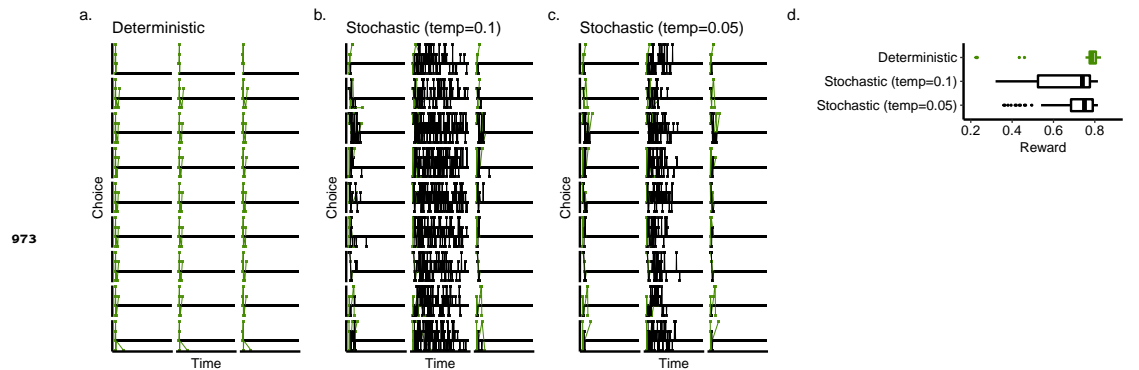 a.
Deterministic
b.
Stochastic (temp=0.1)
c.
Stochastic (temp=0.05)
d.
Choice
Time
Choice
Time
Choice
Time
Deterministic
Stochastic (temp=0.1)
Stochastic (temp=0.05)
0.2 0.4 0.6 0.8
Reward
973